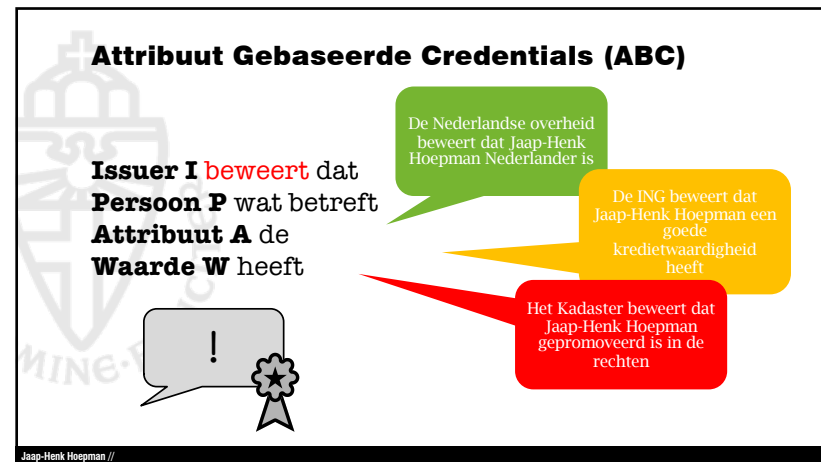 Attribuut Gebaseerde Credentials (ABC)
Issuer I beweert dat
Persoon P wat betreft
Attribuut A de
Waarde W heeft
De Nederlandse overheid
beweert dat Jaap-Henk
Hoepman Nederlander is
De ING beweert dat
Jaap-Henk Hoepman een
goede
kredietwaardigheid
heeft
Het Kadaster beweert dat
Jaap-Henk Hoepman
gepromoveerd is in de
rechten
!
MINE
Jaap-Henk Hoepman //